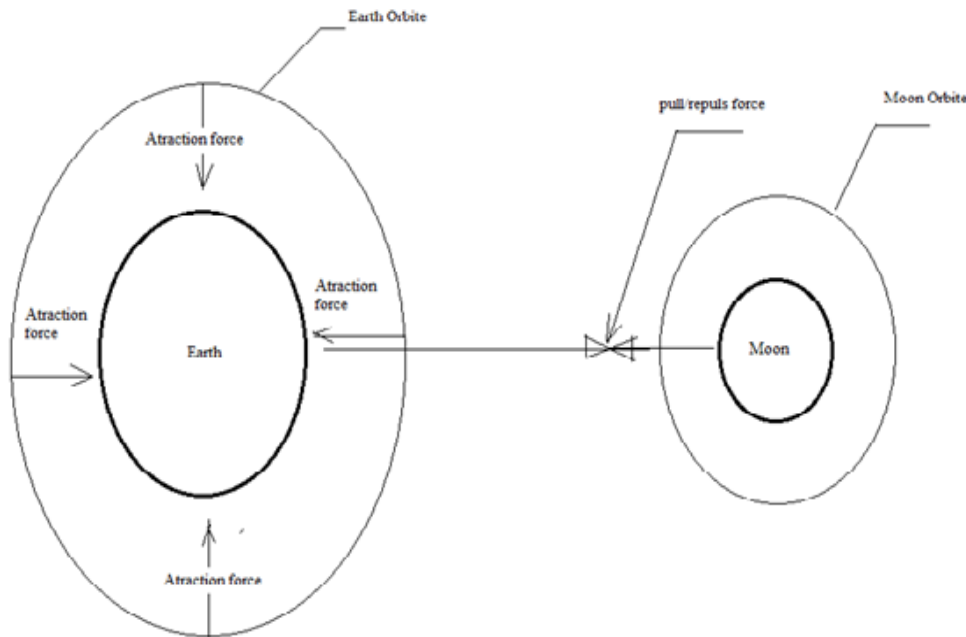 Earth Orbite
pull/repuls force
Moon Orbite
Atraction force
Atraction
force
Atraction
force
Earth
Moon
Atraction force